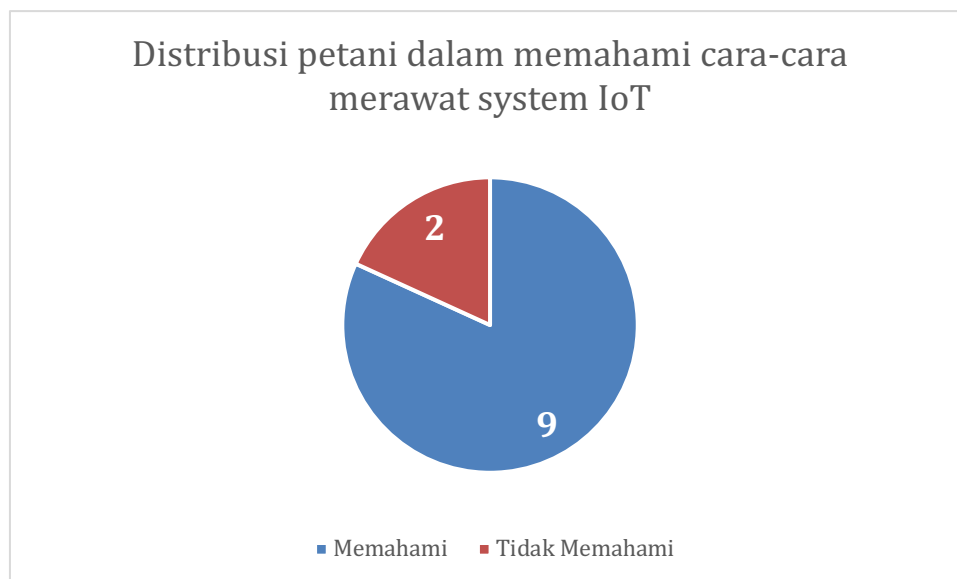 Distribusi petani dalam memahami cara-cara
merawat system IoT
2
9
Memahami
Tidak Memahami